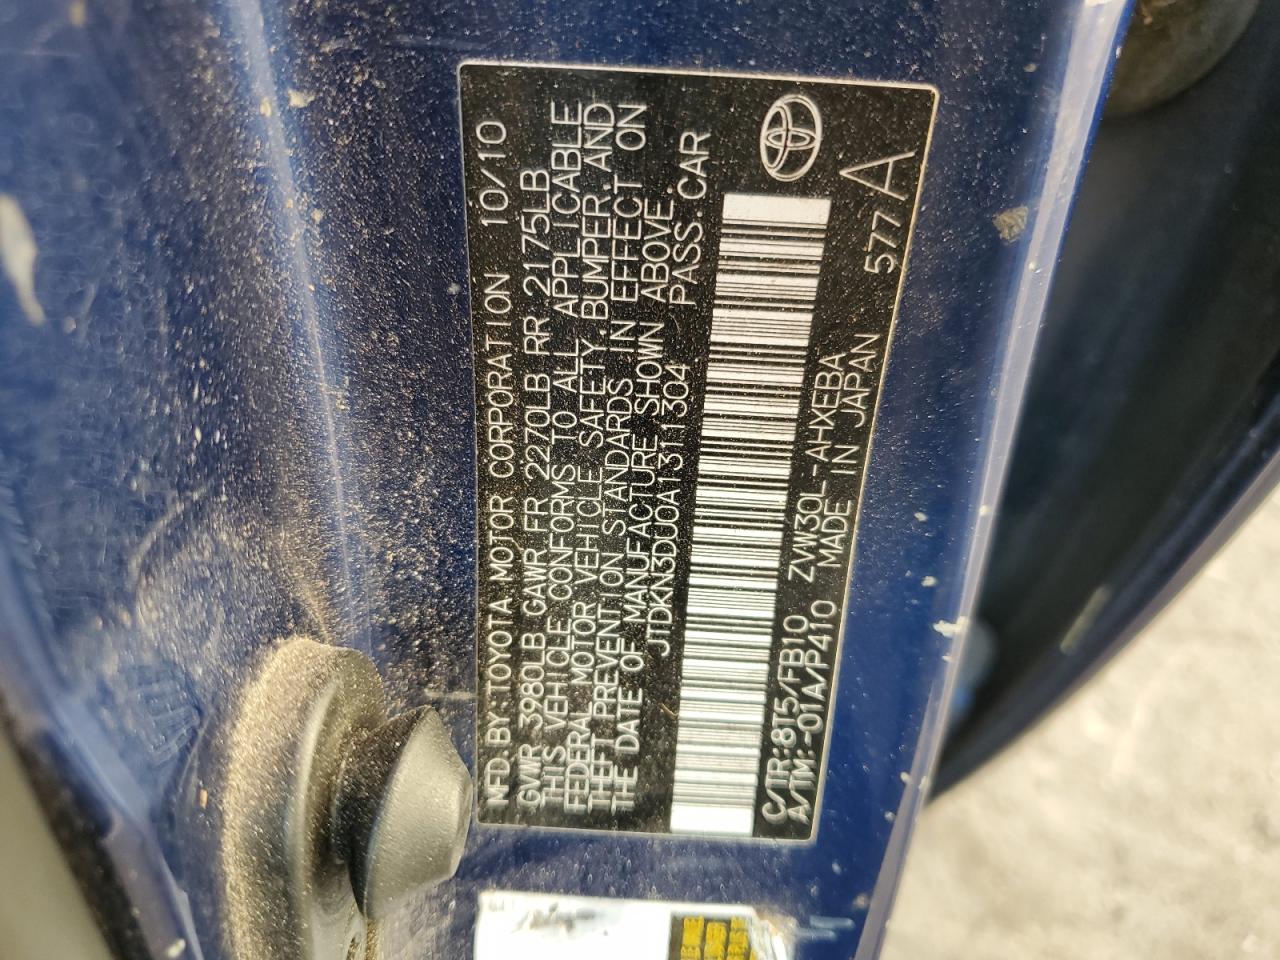 MFD. BY: TOYOTA MOTOR CORPORATION 10/10
GVWR 3980LB GAWR FR 2270LB RR 2175LB
THIS VEHICLE CONFORMS TO ALL APPLICABLE
FEDERAL MOTOR VEHICLE SAFETY, BUMPER, AND
THEFT PREVENTION STANDARDS IN EFFECT ON
THE DATE OF MANUFACTURE SHOWN ABOVE.
JTDKN3DU0A1311304 PASS. CAR
C/TR: 8T5/FB10 ZVW30L-AHXEBA
A/TM: -01A/P410 MADE IN JAPAN 577 A